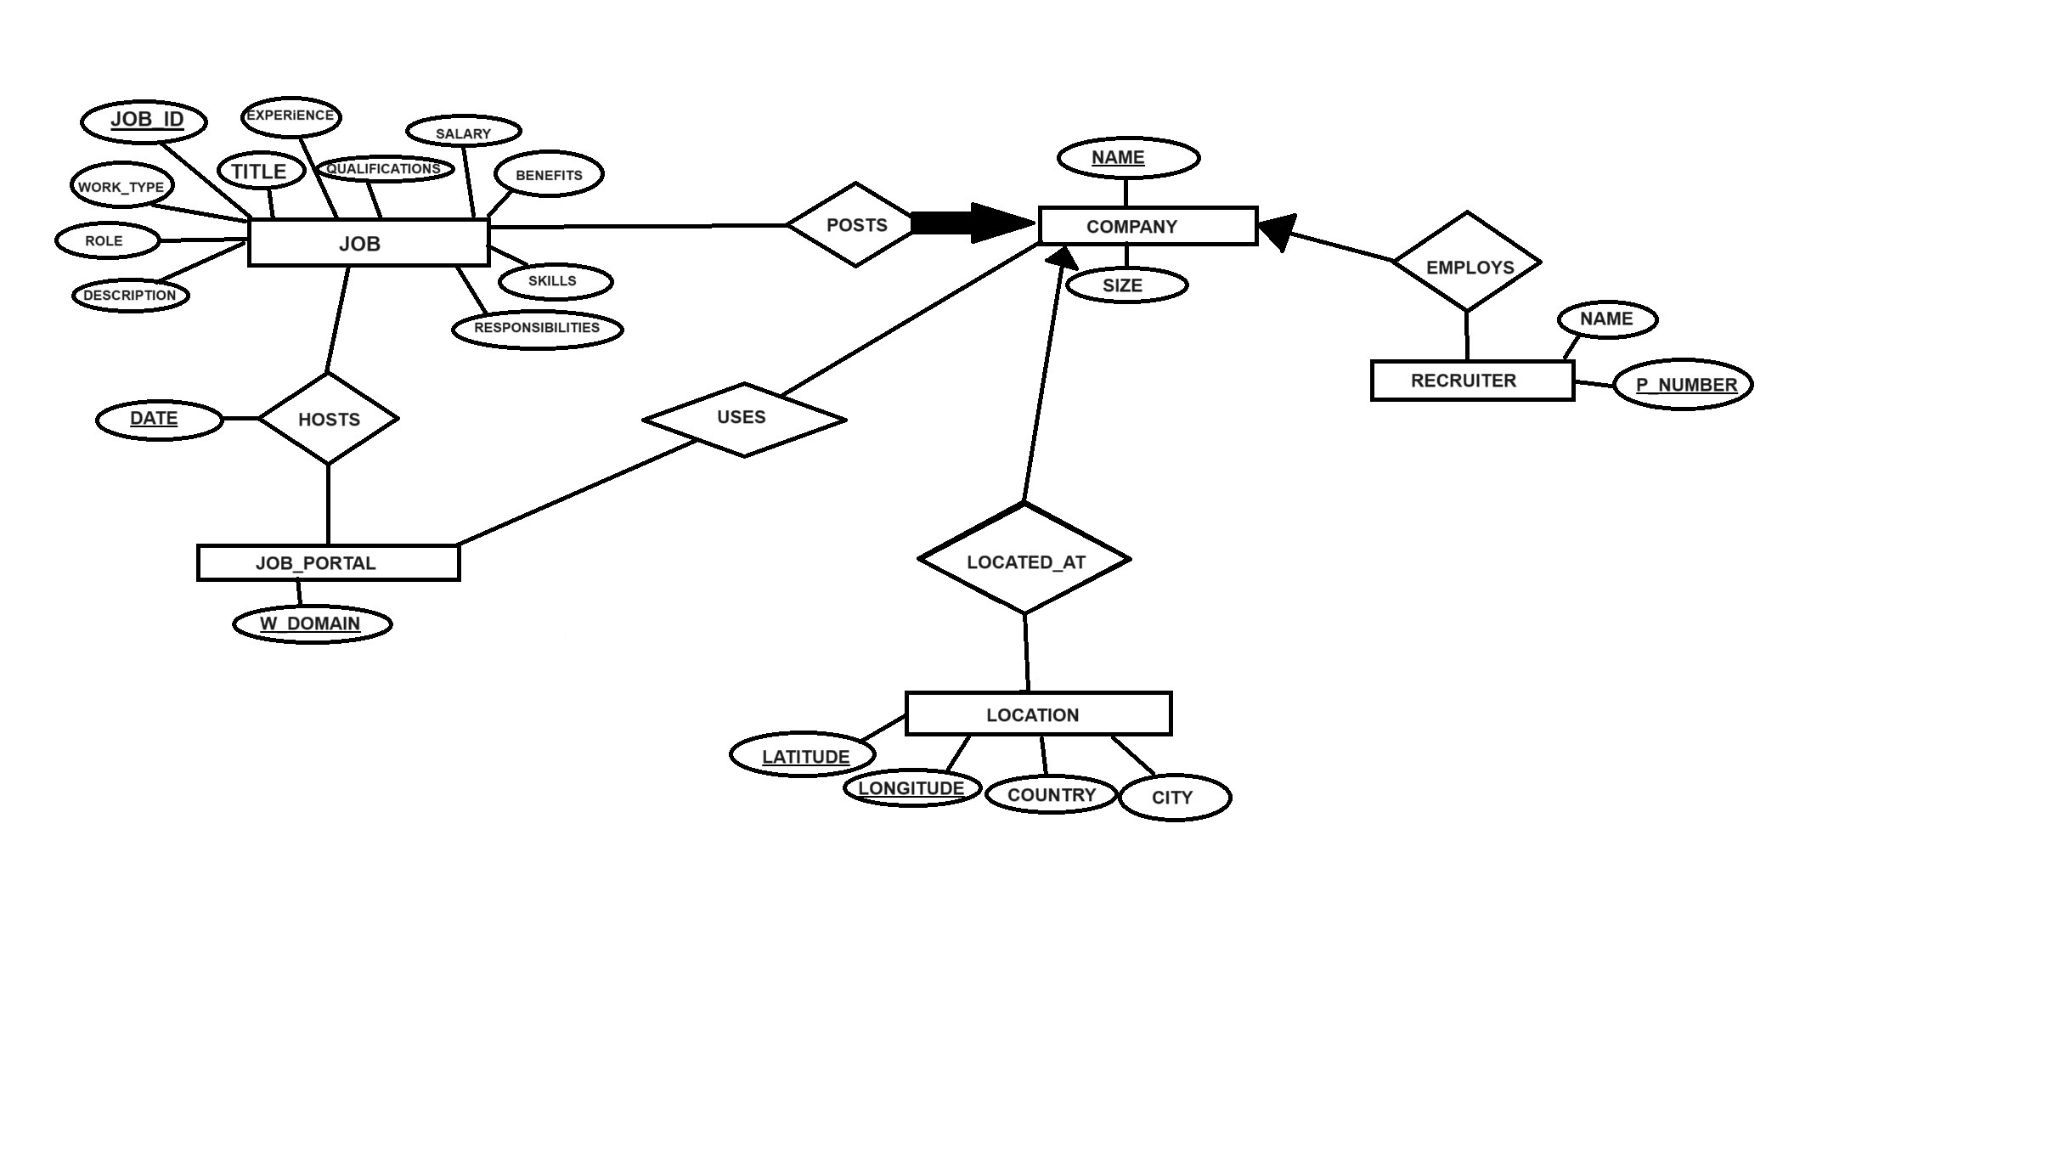 JOB_ID
EXPERiENCE
SALARY
WORK_TYPE
TITLE
QUALIFICATIONS
BENEFITS
ROLE
JOB
DESCRIPTION
SKILLS
RESPONSIBILITIES
POSTS
NAME
COMPANY
SIZE
EMPLOYS
NAME
RECRUITER
P_NUMBER
DATE
HOSTS
USES
JOB_PORTAL
W_DOMAIN
LOCATED_AT
LOCATION
LATITUDE
LONGITUDE
COUNTRY
CITY